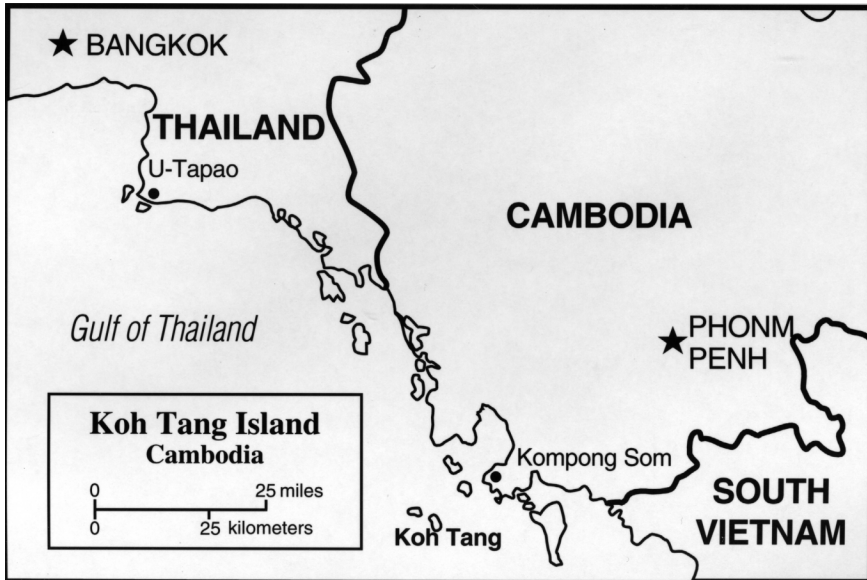 BANGKOK
THAILAND
U-Tapao
CAMBODIA
Gulf of Thailand
PHONM
PENH
Koh Tang Island
Cambodia
0 25 miles
0 25 kilometers
Kompong Som
Koh Tang
SOUTH
VIETNAM